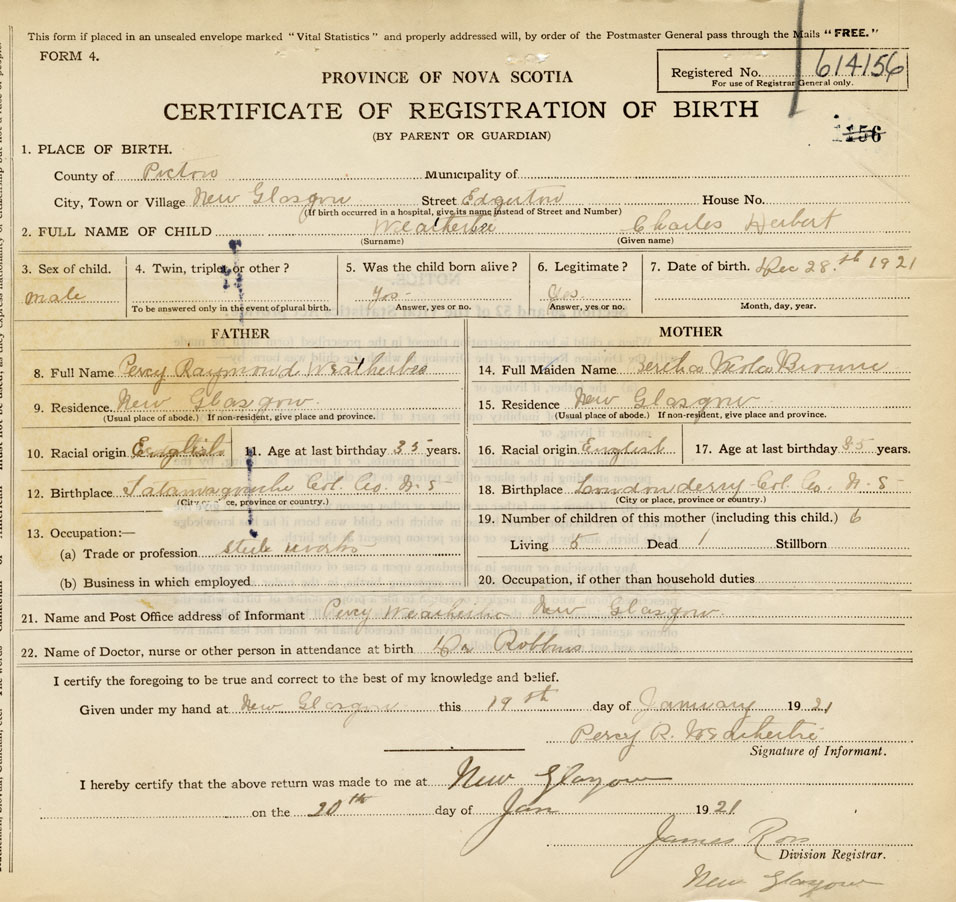 This form if placed in an unsealed envelope marked "Vital Statistics" and properly addressed will, by order of the Postmaster General pass through the Mails "FREE."
FORM 4.
PROVINCE OF NOVA SCOTIA
Registered No. 614156
For use of Registrar General only.
CERTIFICATE OF REGISTRATION OF BIRTH
(BY PARENT OR GUARDIAN)
156
1. PLACE OF BIRTH.
County of Pictou Municipality of
City, Town or Village New Glasgow Street Edgerton House No.
(If birth occurred in a hospital, give its name instead of Street and Number)
2. FULL NAME OF CHILD Weatherbie Charles Herbert
(Surname) (Given name)
3. Sex of child. 4. Twin, triplet or other? 5. Was the child born alive? 6. Legitimate? 7. Date of birth. Dec 28th 1921
male Yes Yes
To be answered only in the event of plural birth. Answer, yes or no. Answer, yes or no. Month, day, year.
FATHER MOTHER
8. Full Name Percy Raymond Weatherbee 14. Full Maiden Name Viola Browne
9. Residence. New Glasgow. 15. Residence New Glasgow
(Usual place of abode.) If non-resident, give place and province. (Usual place of abode.) If non-resident, give place and province.
10. Racial origin English 11. Age at last birthday 35 years. 16. Racial origin English 17. Age at last birthday 35 years.
12. Birthplace Tatamagouche Col. Co. N. S 18. Birthplace Londonderry Col. Co. N. S
(City or place, province or country.) (City or place, province or country.)
13. Occupation:— 19. Number of children of this mother (including this child.) 6
(a) Trade or profession Steel works Living 5 Dead 1 Stillborn
(b) Business in which employed 20. Occupation, if other than household duties
21. Name and Post Office address of Informant Percy Weatherbie New Glasgow.
22. Name of Doctor, nurse or other person in attendance at birth Dr Robbins
I certify the foregoing to be true and correct to the best of my knowledge and belief.
Given under my hand at New Glasgow this 19th day of January 1921
Percy R. Weatherbie
Signature of Informant.
I hereby certify that the above return was made to me at New Glasgow
on the 20th day of Jan 1921
James Ross
Division Registrar.
New Glasgow